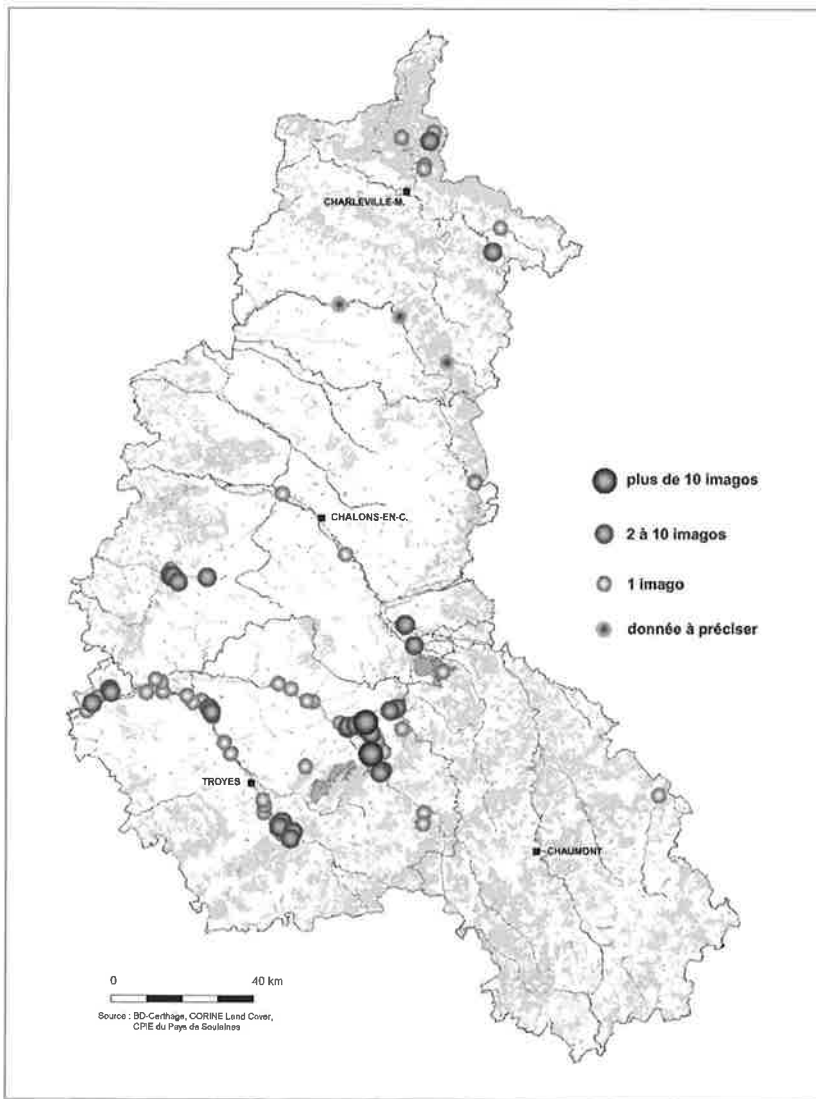 CHARLEVILLE-M.
plus de 10 imagos
CHALONS-EN-C.
2 à 10 imagos
1 imago
donnée à préciser
TROYES
CHAUMONT
0 40 km
Source : BD-Carthage, CORINE Land Cover,
CPIE du Pays de Soulaines